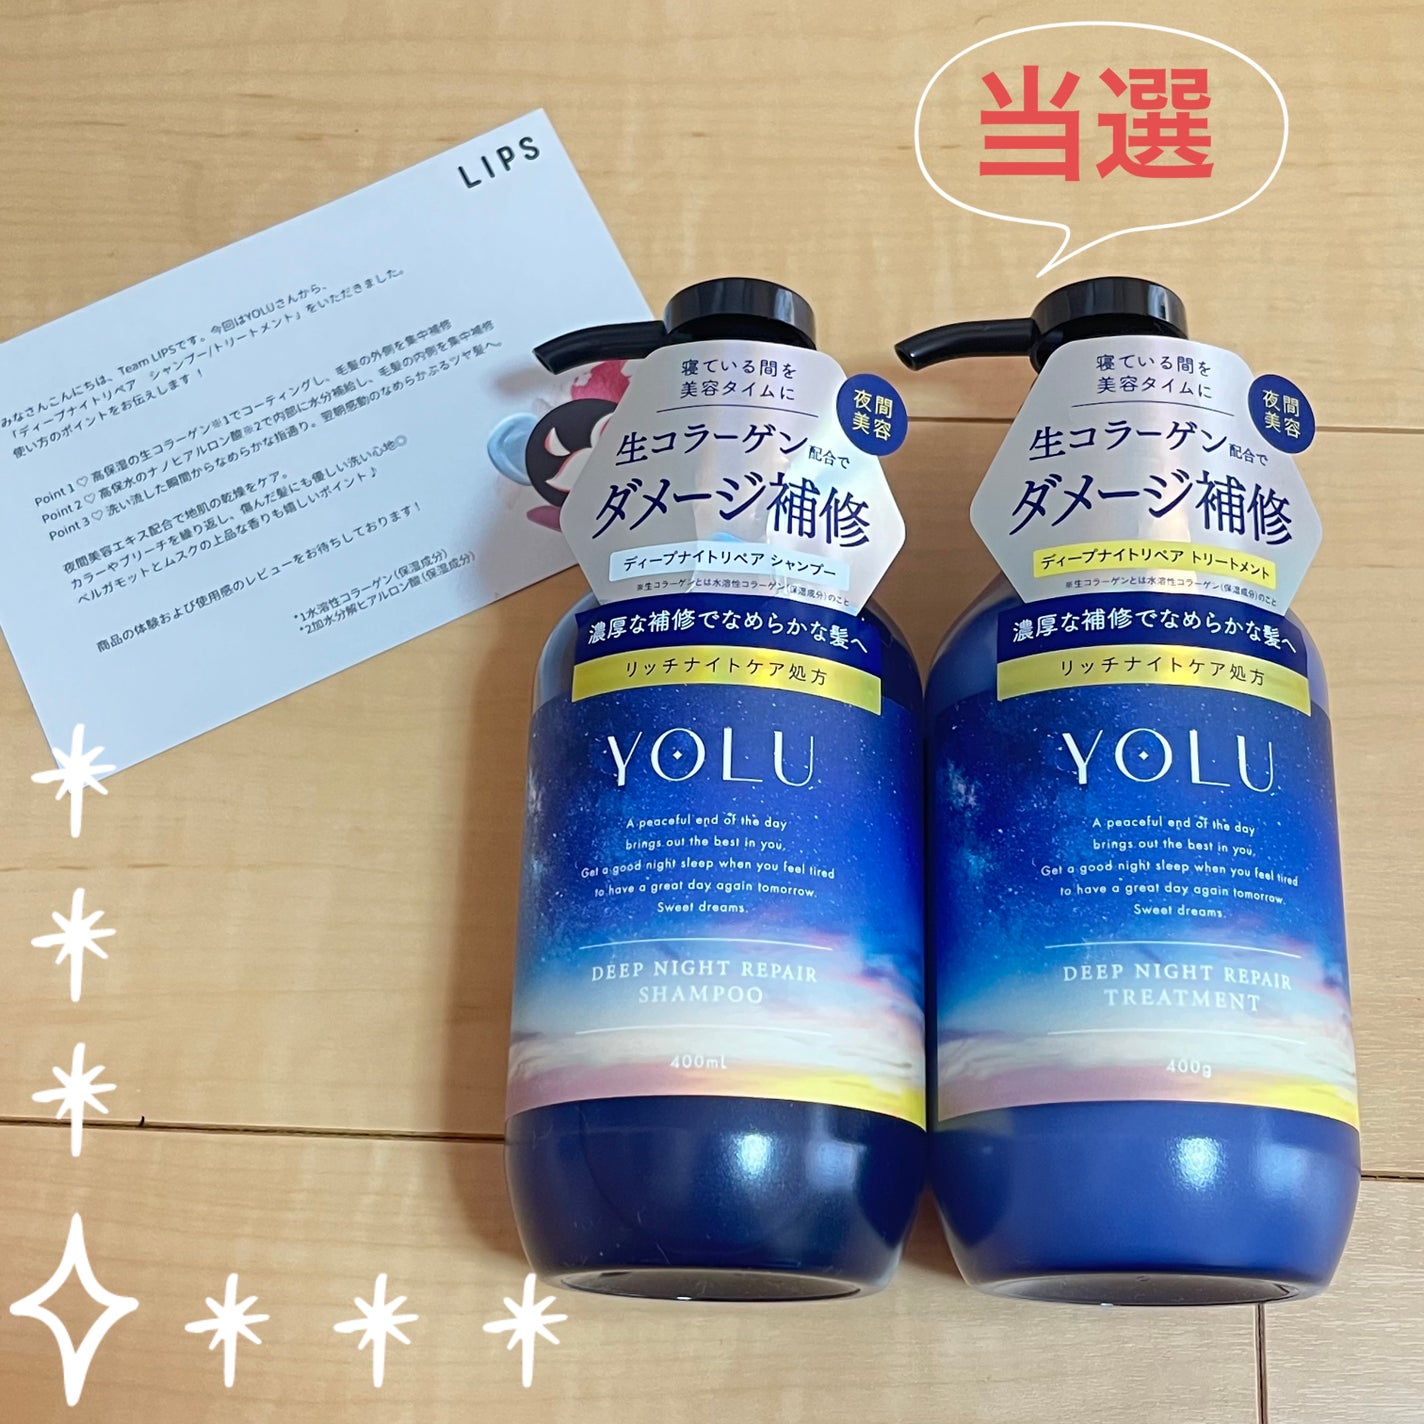 当選
LIPS
みなさんこんにちは、Team LIPSです。今回はYOLUさんから、
「ディープナイトリペア シャンプー/トリートメント」をいただきました。
使い方のポイントをお伝えします！
Point 1♡高保湿の生コラーゲン※1でコーティングし、毛髪の外側を集中補修
Point 2♡高保水のナノヒアルロン酸※2で内部に水分補給し、毛髪の内側を集中補修
Point 3♡洗い流した瞬間からなめらかな指通り。翌朝感動のなめらかぷるツヤ髪へ。
夜間美容エキス配合で地肌の乾燥をケア。
カラーやブリーチを繰り返し、傷んだ髪にも優しい洗い心地◎
ベルガモットとムスクの上品な香りも嬉しいポイント♪
商品の体験および使用感のレビューをお待ちしております！
*1水溶性コラーゲン(保湿成分)
*2加水分解ヒアルロン酸(保湿成分)
寝ている間を
美容タイムに
夜間
美容
生コラーゲン配合で
ダメージ補修
ディープナイトリペア シャンプー
※生コラーゲンとは水溶性コラーゲン(保湿成分)のこと
濃厚な補修でなめらかな髪へ
リッチナイトケア処方
YOLU
A peaceful end of the day
brings out the best in you,
Get a good night sleep when you feel tired
to have a great day again tomorrow.
Sweet dreams.
DEEP NIGHT REPAIR
SHAMPOO
400mL
寝ている間を
美容タイムに
夜間
美容
生コラーゲン配合で
ダメージ補修
ディープナイトリペア トリートメント
※生コラーゲンとは水溶性コラーゲン(保湿成分)のこと
濃厚な補修でなめらかな髪へ
リッチナイトケア処方
YOLU
A peaceful end of the day
brings out the best in you,
Get a good night sleep when you feel tired
to have a great day again tomorrow.
Sweet dreams.
DEEP NIGHT REPAIR
TREATMENT
400g